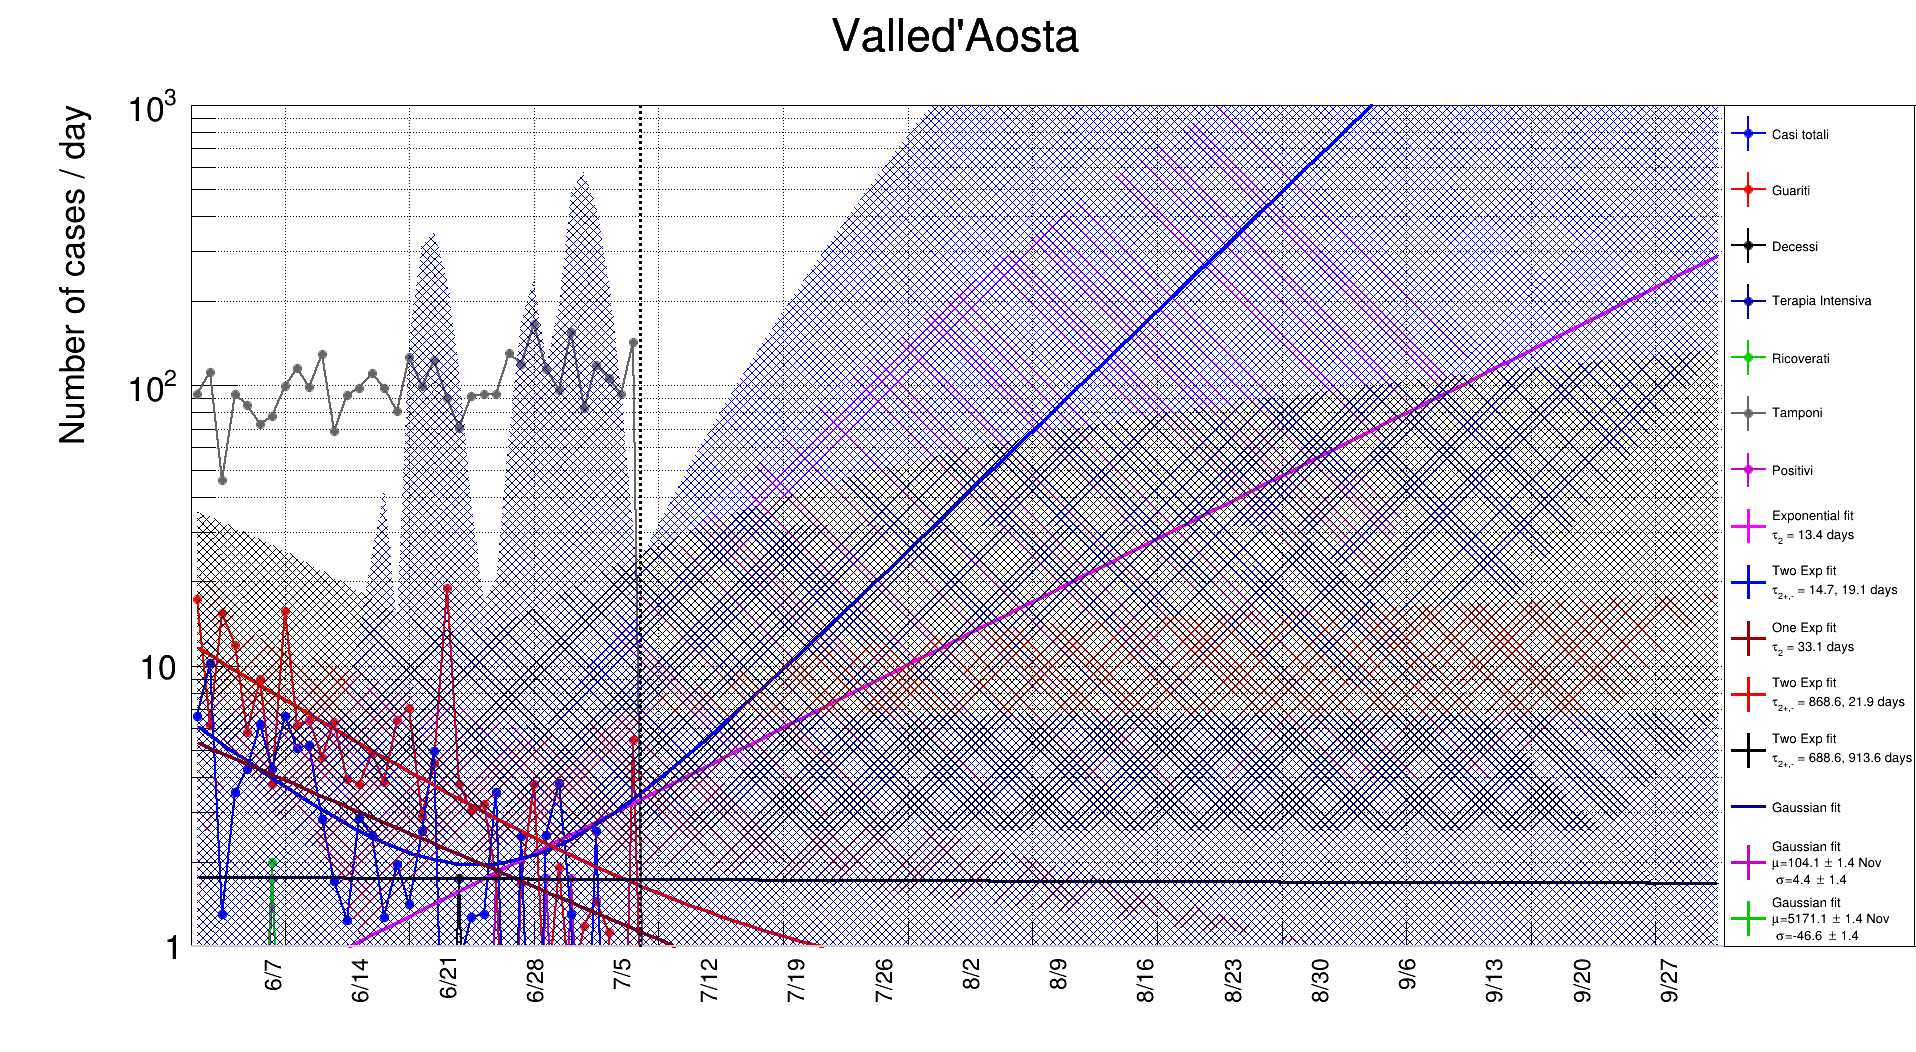 Valled'Aosta
Number of cases / day
10³
10²
10
1
6/7
6/14
6/21
6/28
7/5
7/12
7/19
7/26
8/2
8/9
8/16
8/23
8/30
9/6
9/13
9/20
9/27
Casi totali
Guariti
Decessi
Terapia Intensiva
Ricoverati
Tamponi
Positivi
Exponential fit
τ₂ = 13.4 days
Two Exp fit
τ₂₊,₋ = 14.7, 19.1 days
One Exp fit
τ₂ = 33.1 days
Two Exp fit
τ₂₊,₋ = 868.6, 21.9 days
Two Exp fit
τ₂₊,₋ = 688.6, 913.6 days
Gaussian fit
Gaussian fit
μ=104.1 ± 1.4 Nov
σ=4.4 ± 1.4
Gaussian fit
μ=5171.1 ± 1.4 Nov
σ=-46.6 ± 1.4